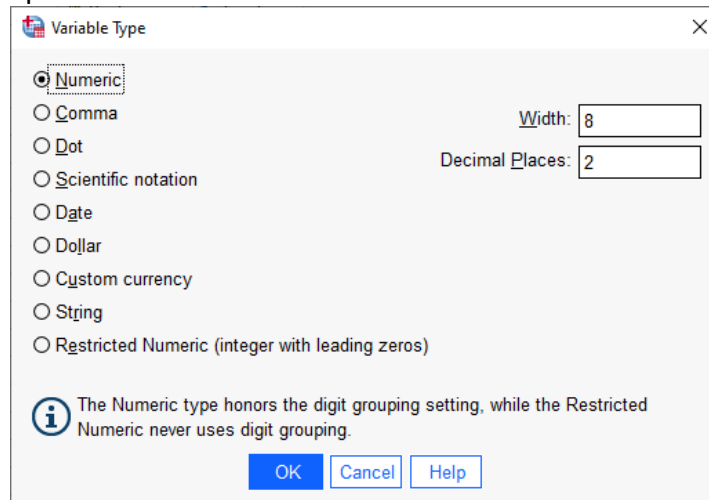 Variable Type
Numeric
Comma
Width: 8
Dot
Decimal Places: 2
Scientific notation
Date
Dollar
Custom currency
String
Restricted Numeric (integer with leading zeros)
The Numeric type honors the digit grouping setting, while the Restricted
Numeric never uses digit grouping.
OK Cancel Help